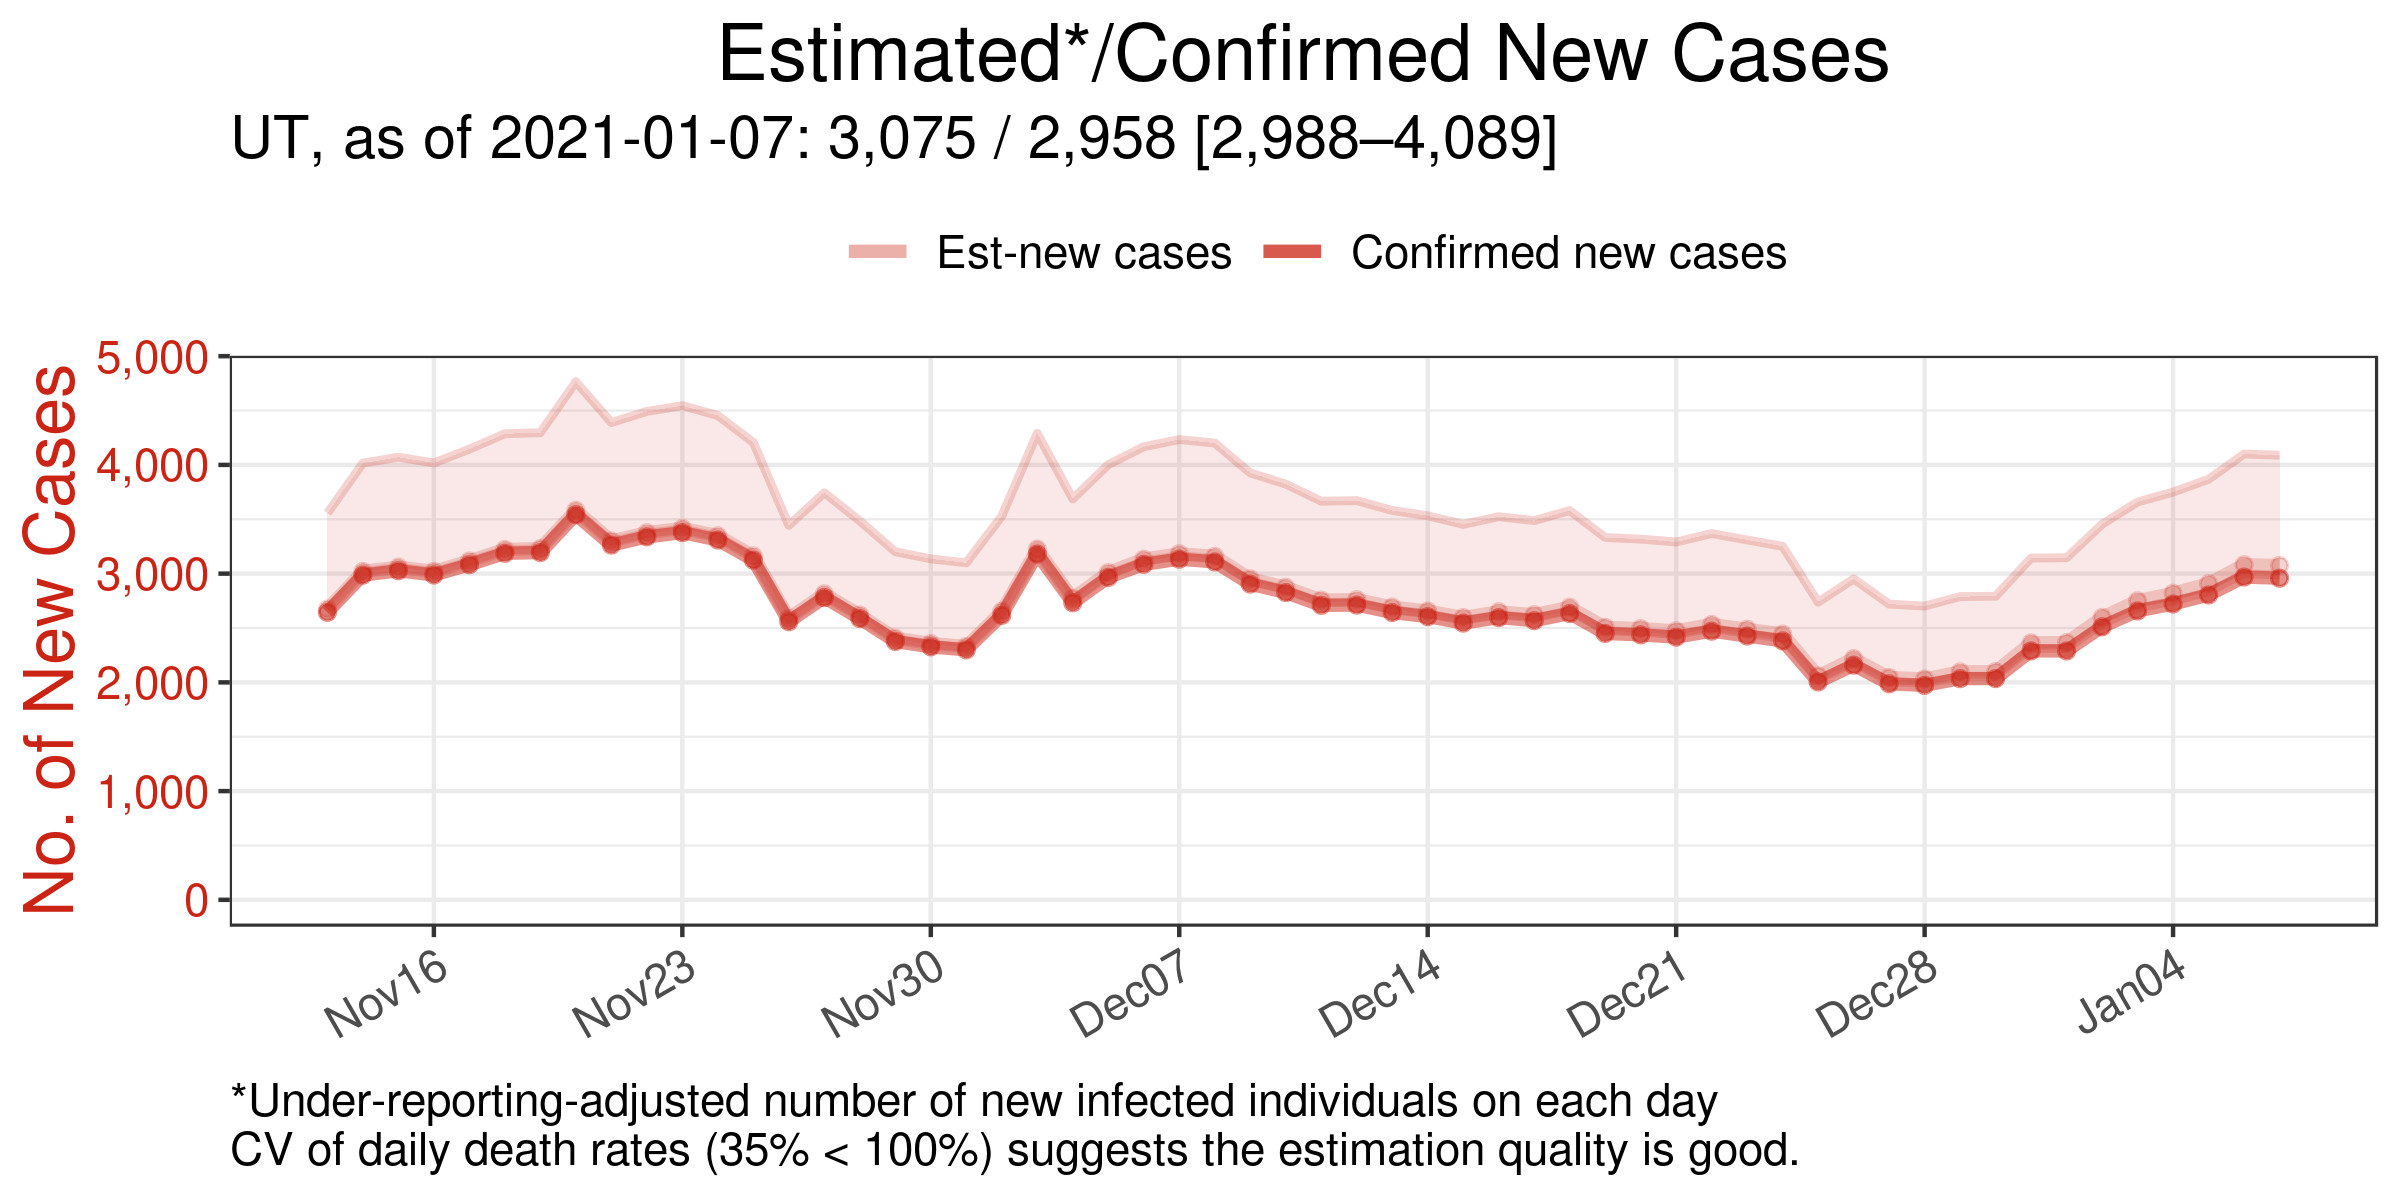 Estimated*/Confirmed New Cases
UT, as of 2021-01-07: 3,075 / 2,958 [2,988–4,089]
Est-new cases Confirmed new cases
No. of New Cases
5,000
4,000
3,000
2,000
1,000
0
Nov16 Nov23 Nov30 Dec07 Dec14 Dec21 Dec28 Jan04
*Under-reporting-adjusted number of new infected individuals on each day
CV of daily death rates (35% < 100%) suggests the estimation quality is good.